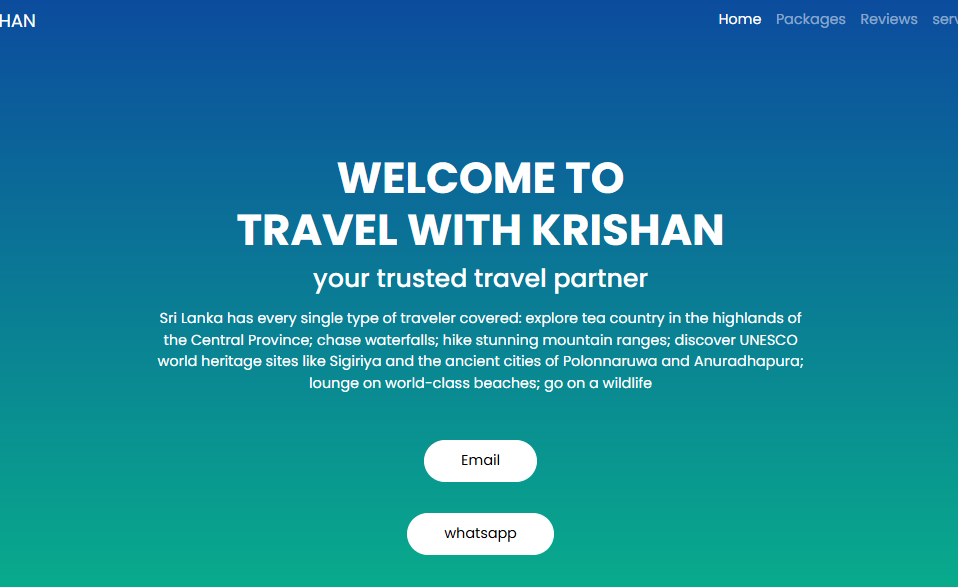 HAN
Home Packages Reviews serv
WELCOME TO
TRAVEL WITH KRISHAN
your trusted travel partner
Sri Lanka has every single type of traveler covered: explore tea country in the highlands of
the Central Province; chase waterfalls; hike stunning mountain ranges; discover UNESCO
world heritage sites like Sigiriya and the ancient cities of Polonnaruwa and Anuradhapura;
lounge on world-class beaches; go on a wildlife
Email
whatsapp